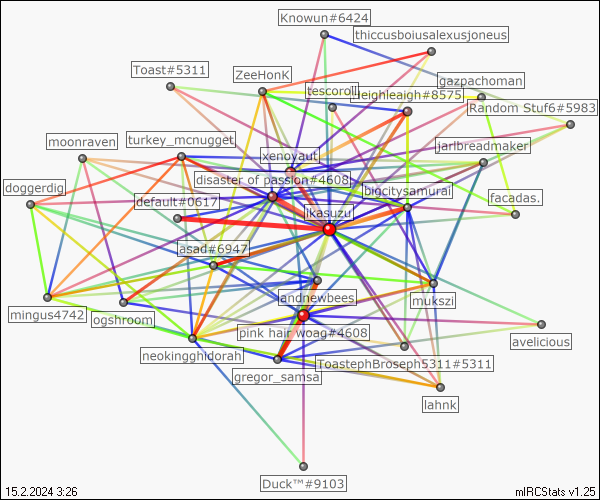 Knowun#6424
thiccusboiusalexusjoneus
Toast#5311
ZeeHonK
gazpachoman
tescoroll
leighleagh#8575
Random Stuf6#5983
moonraven
turkey_mcnugget
jarlbreadmaker
xenoyaut
doggerdig
disaster of passion#4608
bigcitysamurai
default#0617
ikasuzu
facadas.
asad#6947
mingus4742
ogshroom
andnewbees
mukszi
pink hair woag#4608
avelicious
neokingghidorah
ToastephBroseph5311#5311
gregor_samsa
lahnk
Duck™#9103
15.2.2024 3:26
mIRCStats v1.25